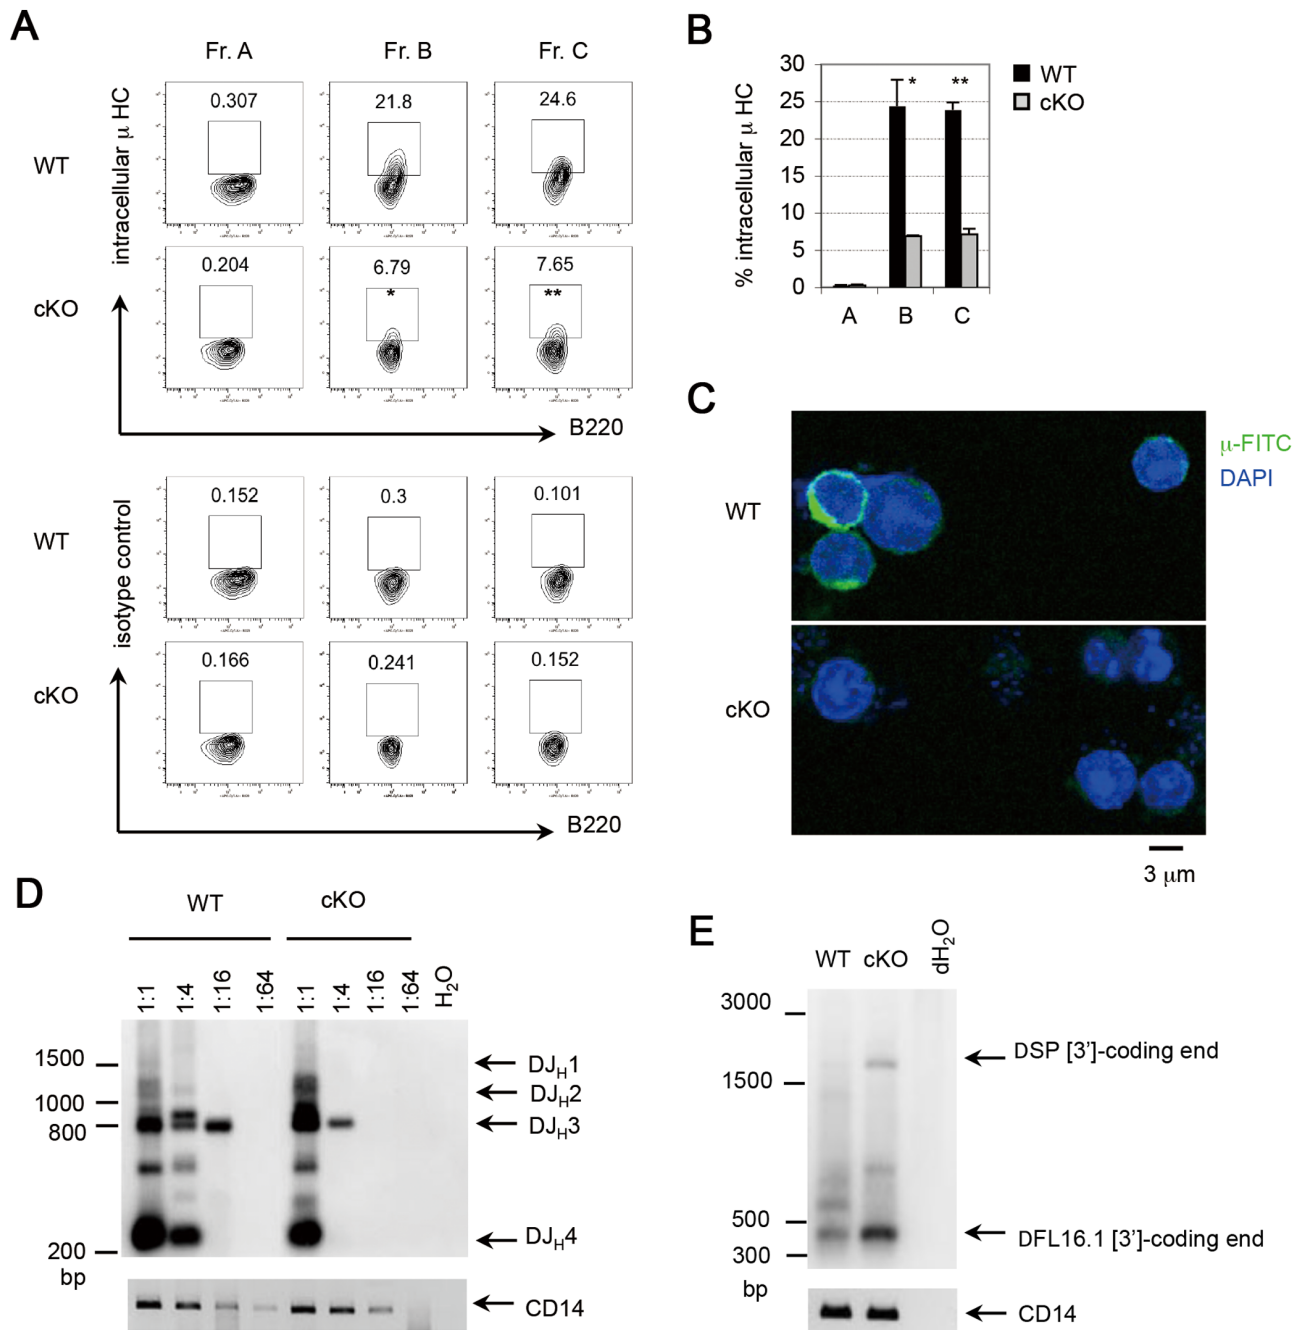 A
Fr. A
Fr. B
Fr. C
intracellular μ HC
WT
0.307
21.8
24.6
cKO
0.204
6.79
*
7.65
**
B220
isotype control
WT
0.152
0.3
0.101
cKO
0.166
0.241
0.152
B220
B
% intracellular μ HC
30
25
20
15
10
5
0
*
**
A
B
C
WT
cKO
C
WT
cKO
μ-FITC
DAPI
3 μm
D
WT
cKO
1:1
1:4
1:16
1:64
1:1
1:4
1:16
1:64
H₂O
1500
1000
800
200
bp
DJH1
DJH2
DJH3
DJH4
CD14
E
WT
cKO
dH₂O
3000
1500
500
300
bp
DSP [3']-coding end
DFL16.1 [3']-coding end
CD14